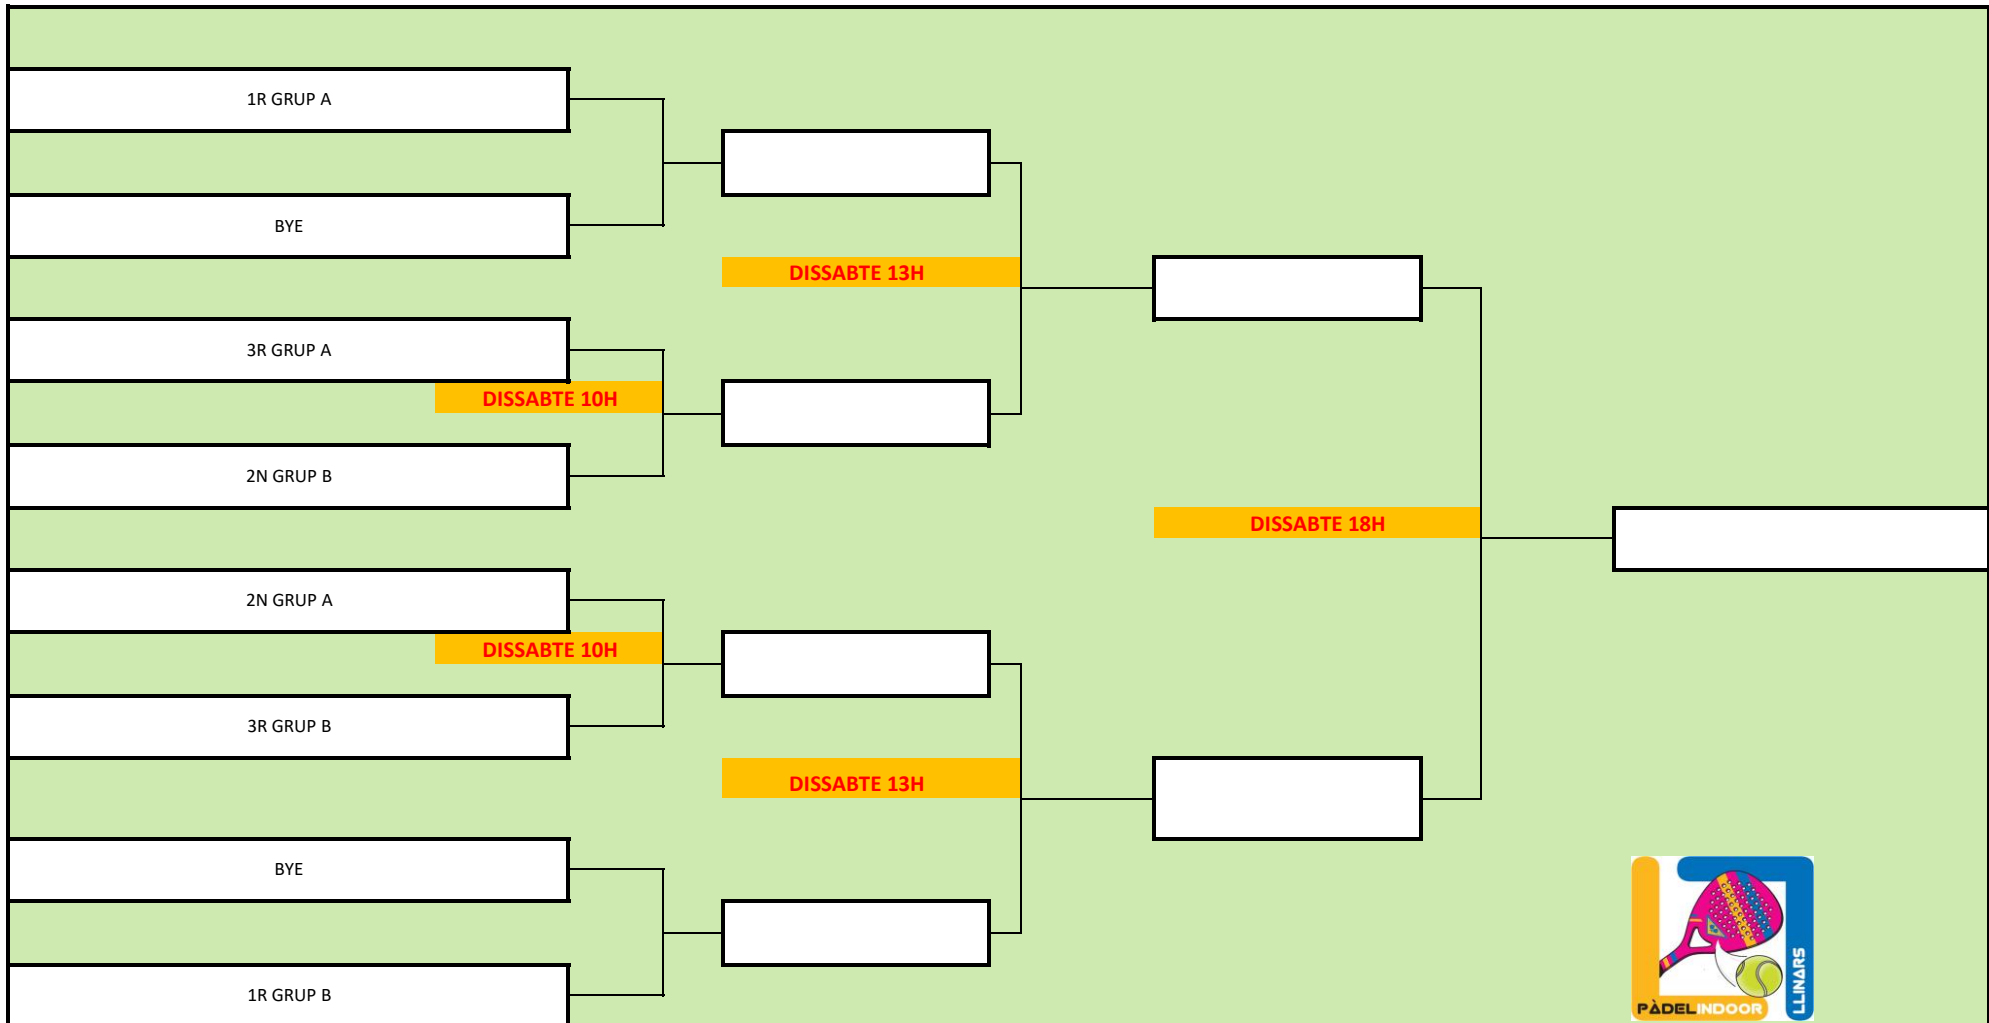 1R GRUP A
BYE
DISSABTE 13H
3R GRUP A
DISSABTE 10H
2N GRUP B
DISSABTE 18H
2N GRUP A
DISSABTE 10H
3R GRUP B
DISSABTE 13H
BYE
1R GRUP B
PÀDELINDOOR
LLINARS